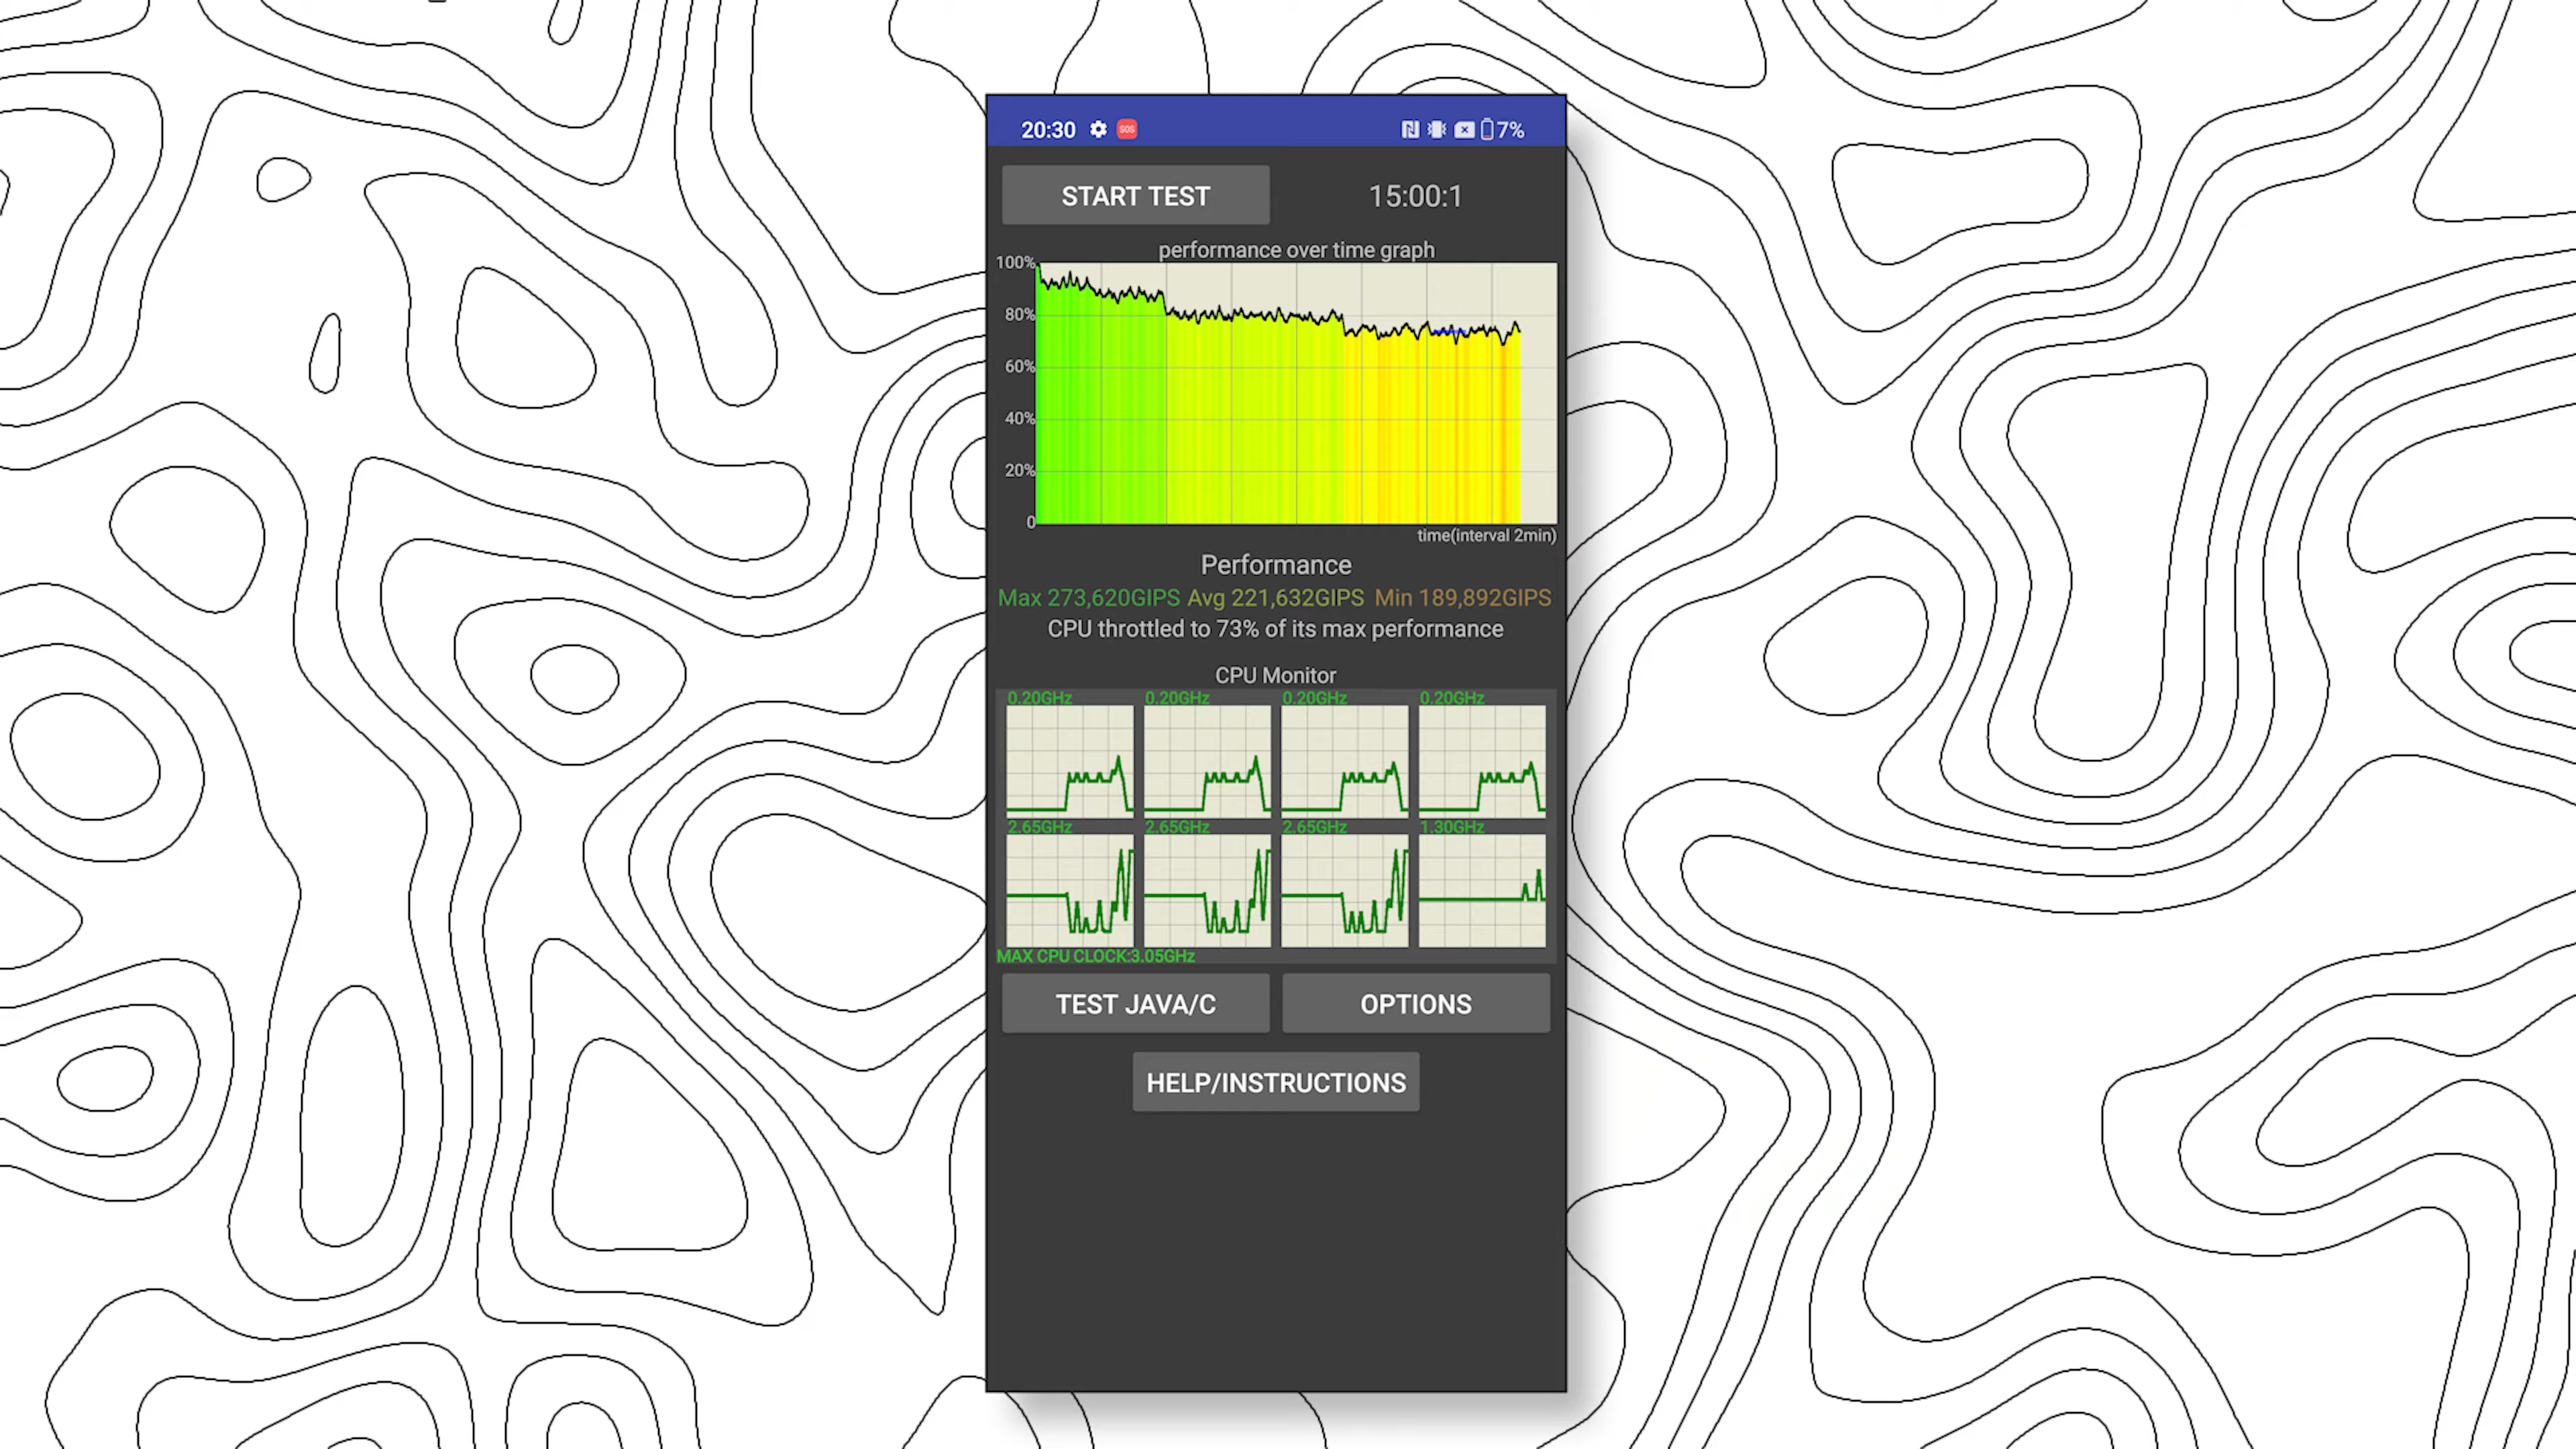 20:30 SOS 7%
START TEST 15:00:1
performance over time graph
100%
80%
60%
40%
20%
0
time(interval 2min)
Performance
Max 273,620GIPS Avg 221,632GIPS Min 189,892GIPS
CPU throttled to 73% of its max performance
CPU Monitor
0.20GHz 0.20GHz 0.20GHz 0.20GHz
2.65GHz 2.65GHz 2.65GHz 1.30GHz
MAX CPU CLOCK:3.05GHz
TEST JAVA/C OPTIONS
HELP/INSTRUCTIONS